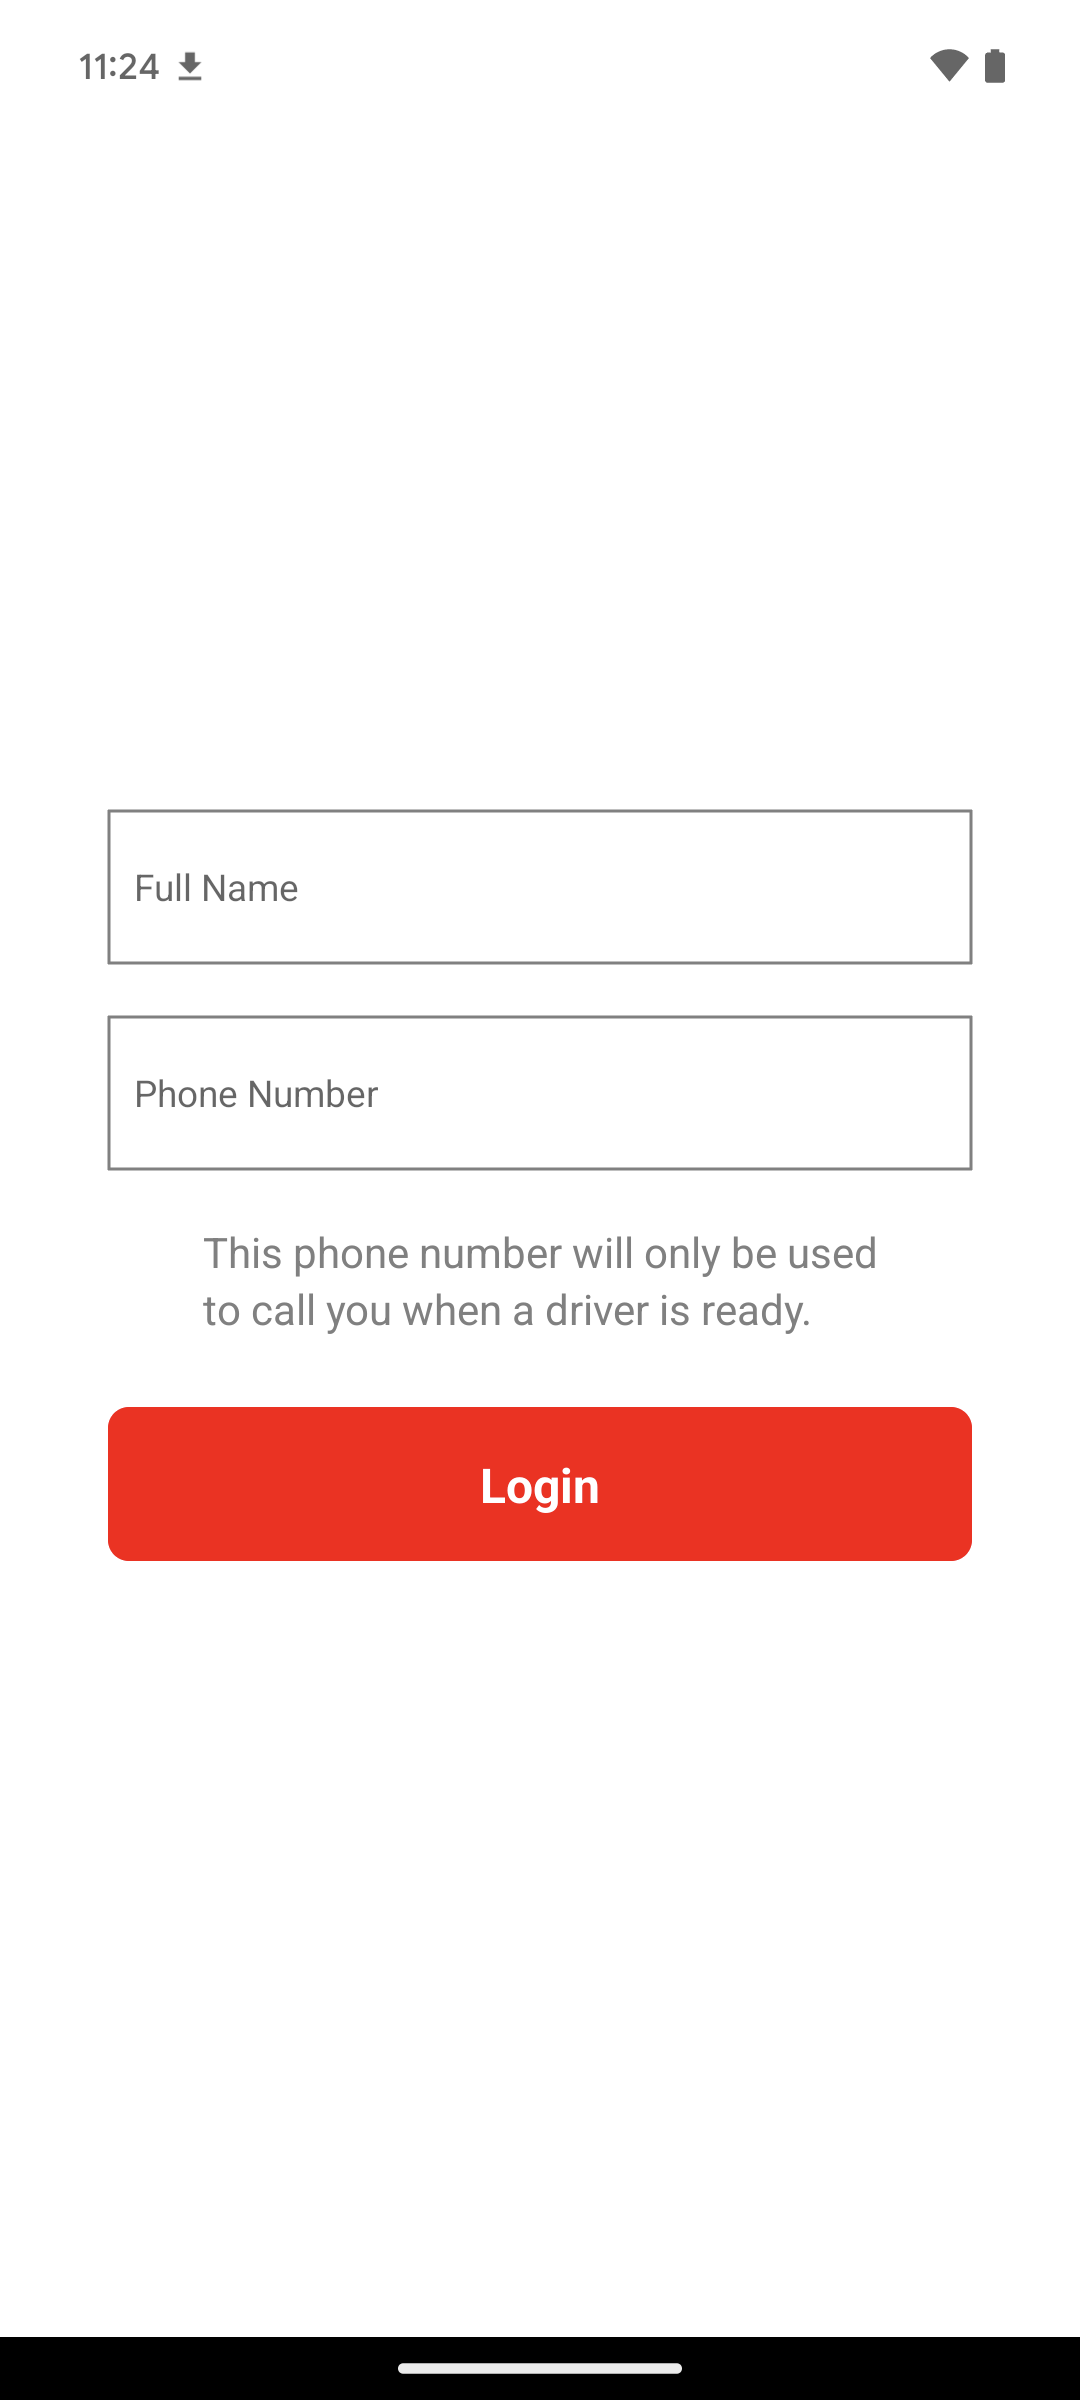 11:24
Full Name
Phone Number
This phone number will only be used
to call you when a driver is ready.
Login